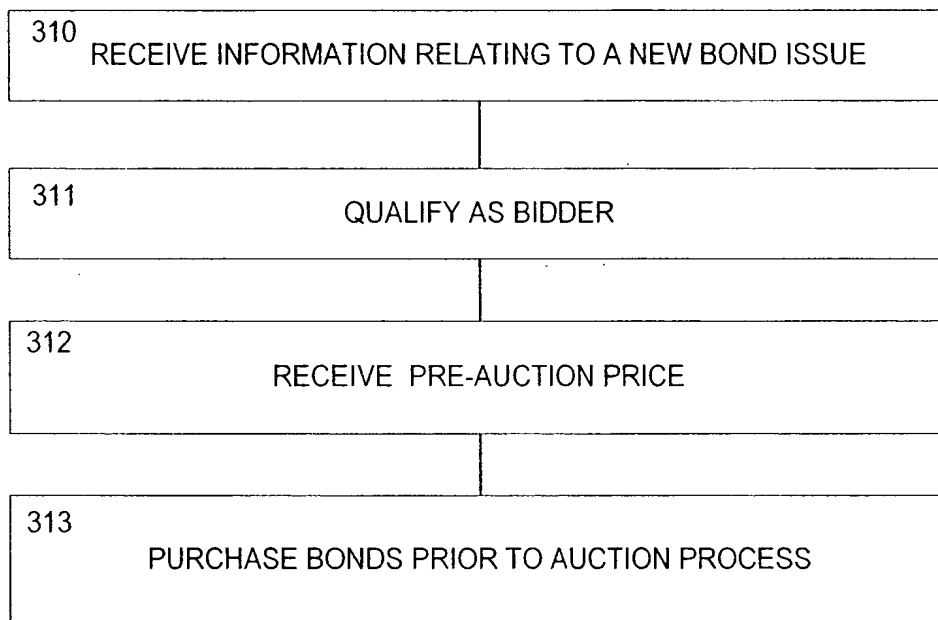 310
RECEIVE INFORMATION RELATING TO A NEW BOND ISSUE
311
QUALIFY AS BIDDER
312
RECEIVE PRE-AUCTION PRICE
313
PURCHASE BONDS PRIOR TO AUCTION PROCESS